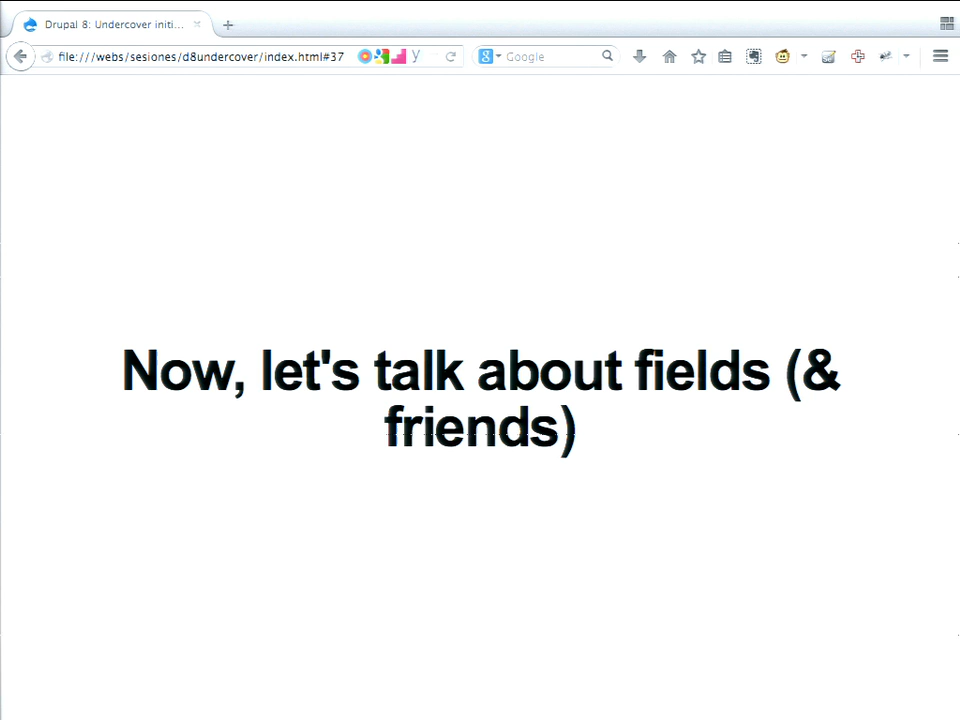 Drupal 8: Undercover initi...
file:///webs/sesiones/d8undercover/index.html#37
Google
Now, let's talk about fields (&
friends)